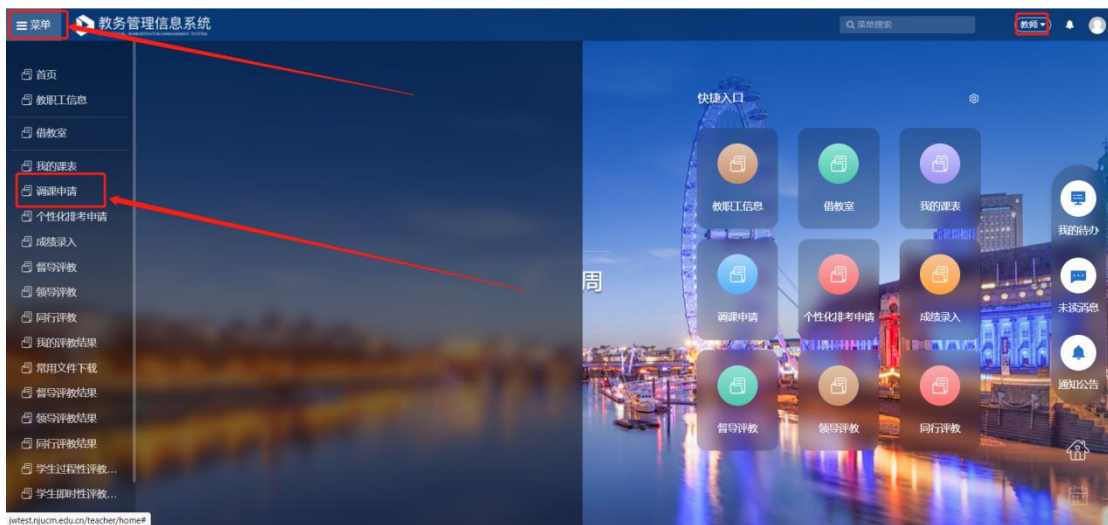 菜单
教务管理信息系统
菜单搜索
教师
首页
教职工信息
借教室
我的课表
调课申请
个性化排考申请
成绩录入
督导评教
领导评教
同行评教
我的评教结果
常用文件下载
督导评教结果
领导评教结果
同行评教结果
学生过程性评教...
学生即时性评教...
周
快捷入口
教职工信息
借教室
我的课表
调课申请
个性化排考申请
成绩录入
督导评教
领导评教
同行评教
我的待办
未读消息
通知公告
jwtest.njucm.edu.cn/teacher/home#